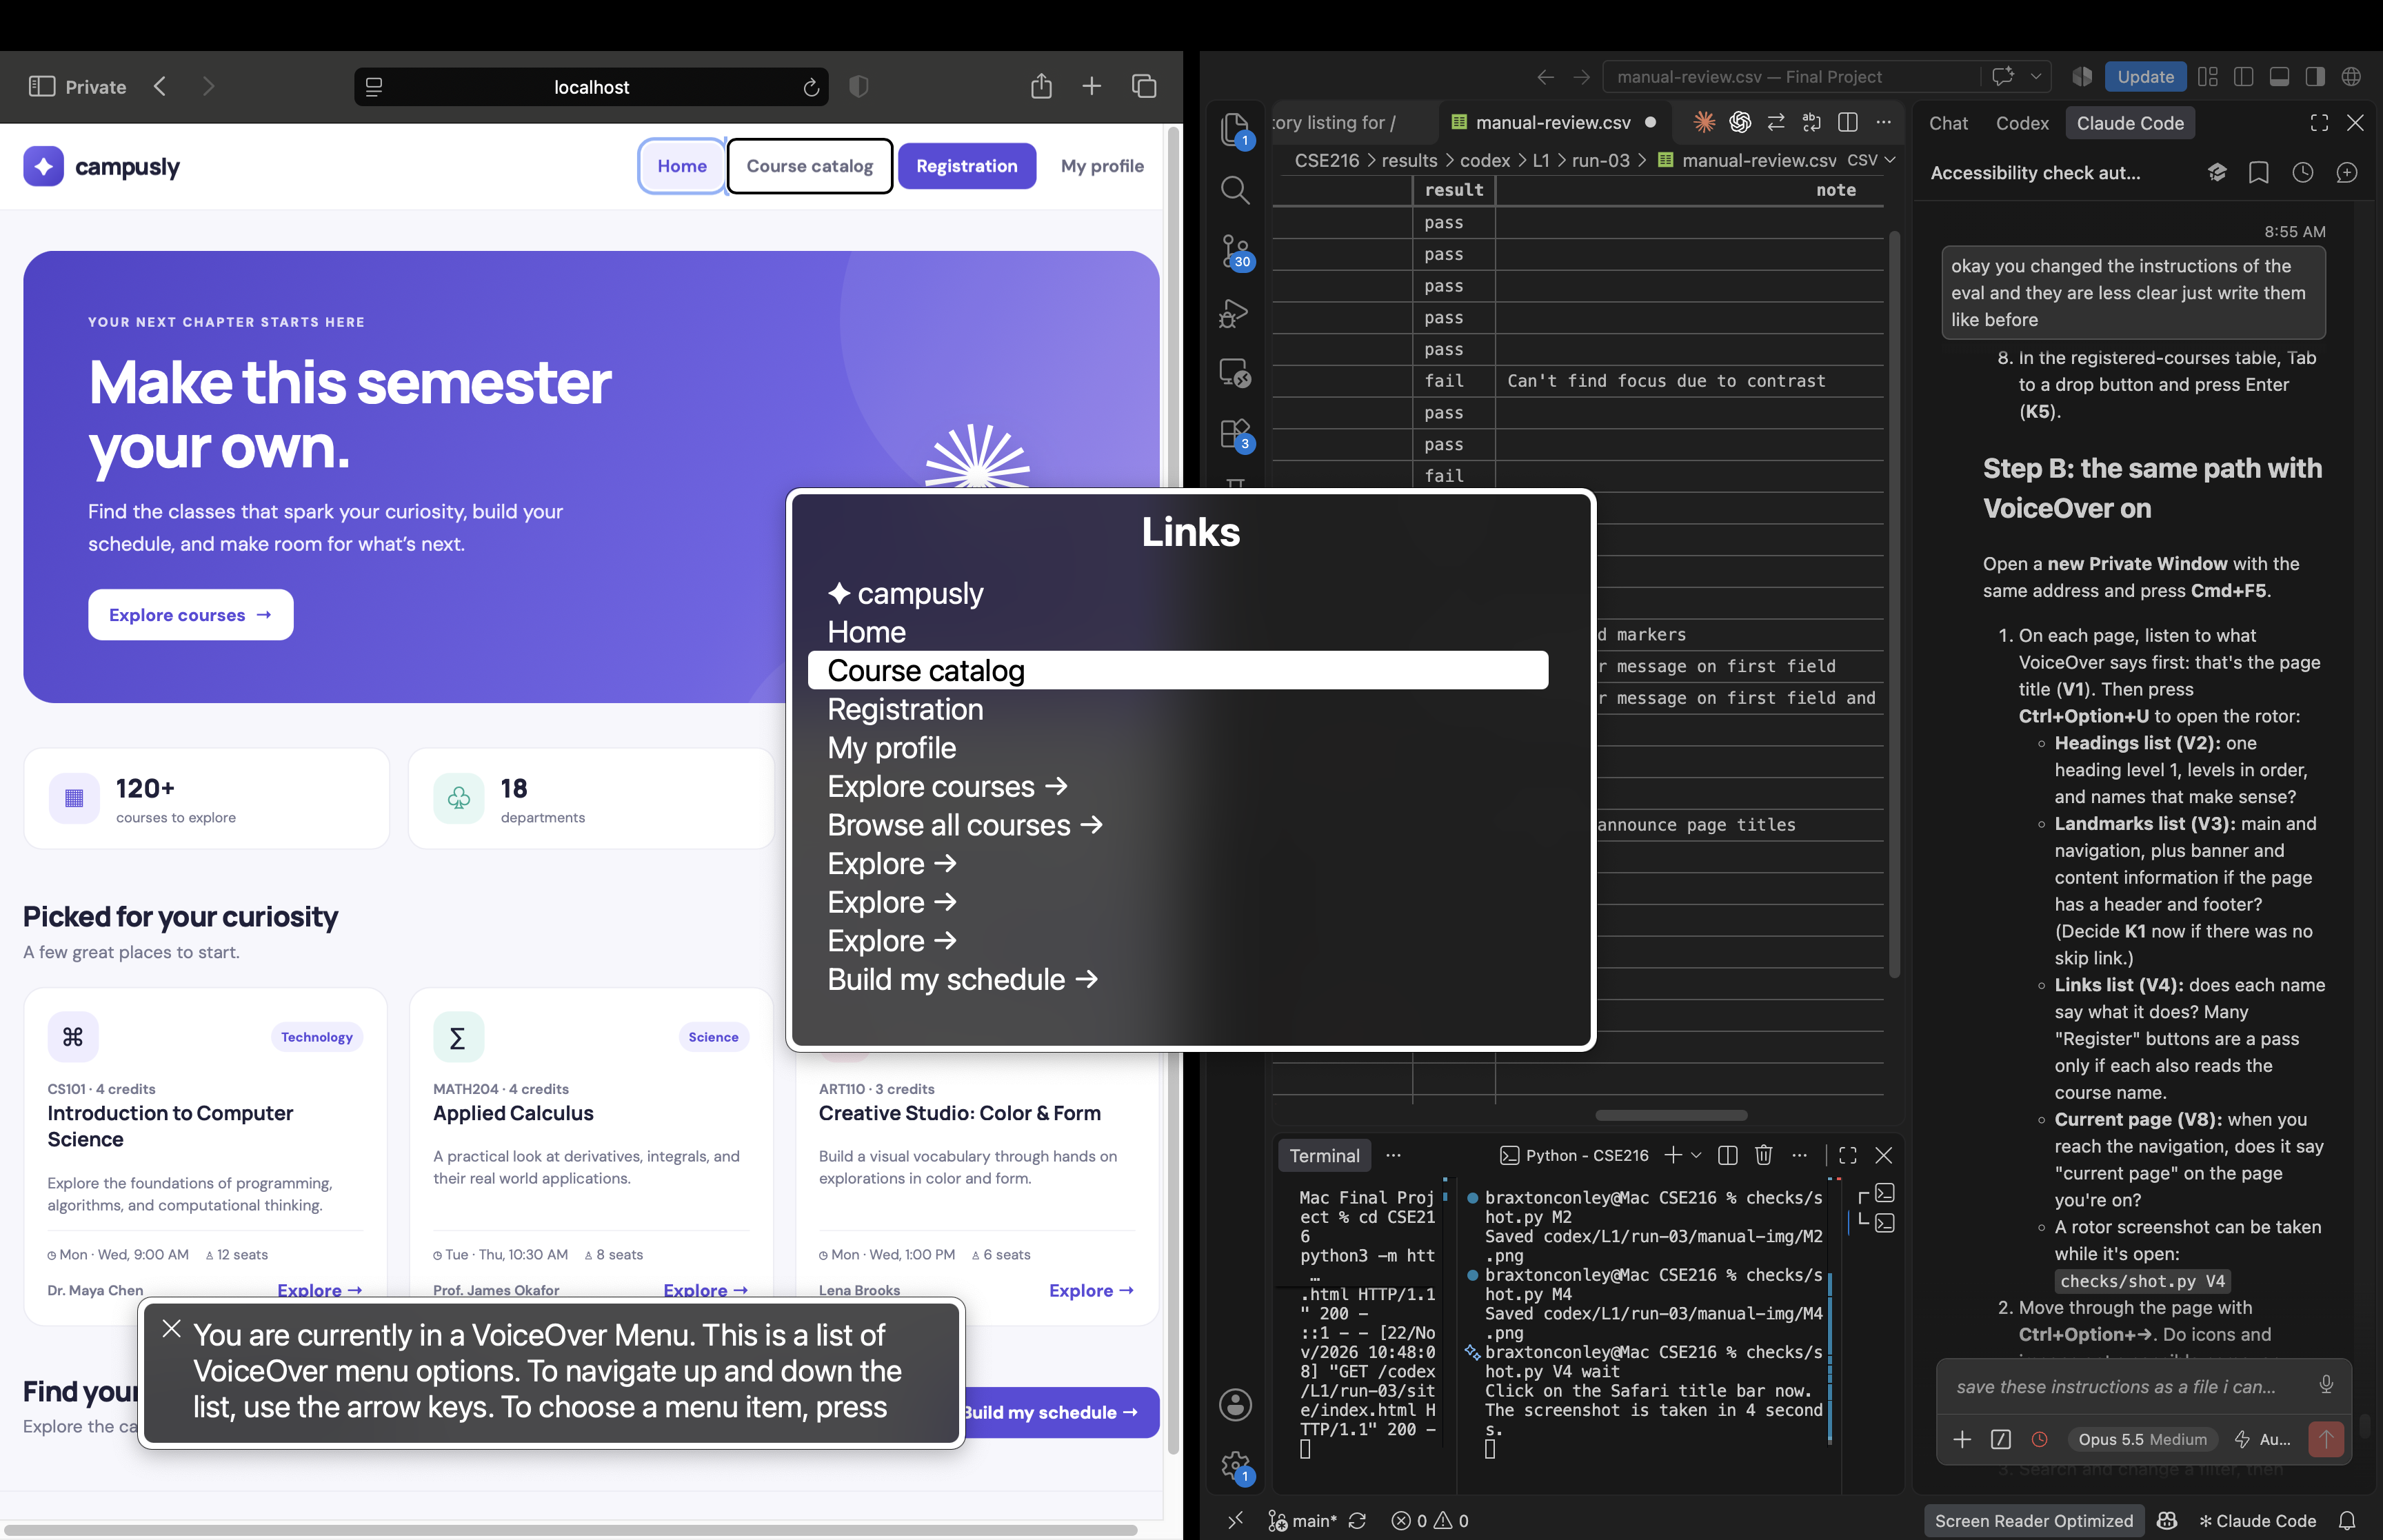 Private
localhost
campusly
Home
Course catalog
Registration
My profile
YOUR NEXT CHAPTER STARTS HERE
Make this semester
your own.
Find the classes that spark your curiosity, build your
schedule, and make room for what's next.
Explore courses →
120+
courses to explore
18
departments
Picked for your curiosity
A few great places to start.
Technology
CS101 · 4 credits
Introduction to Computer
Science
Explore the foundations of programming,
algorithms, and computational thinking.
Mon · Wed, 9:00 AM 12 seats
Dr. Maya Chen
Explore →
Σ
Science
MATH204 · 4 credits
Applied Calculus
A practical look at derivatives, integrals, and
their real world applications.
Tue · Thu, 10:30 AM 8 seats
Prof. James Okafor
Explore →
ART110 · 3 credits
Creative Studio: Color & Form
Build a visual vocabulary through hands on
explorations in color and form.
Mon · Wed, 1:00 PM 6 seats
Lena Brooks
Explore →
Find your
Explore the ca
Build my schedule →
Links
campusly
Home
Course catalog
Registration
My profile
Explore courses →
Browse all courses →
Explore →
Explore →
Explore →
Build my schedule →
You are currently in a VoiceOver Menu. This is a list of
VoiceOver menu options. To navigate up and down the
list, use the arrow keys. To choose a menu item, press
manual-review.csv — Final Project
Update
1
30
3
1
ory listing for /
manual-review.csv
CSE216 > results > codex > L1 > run-03 > manual-review.csv
CSV
result
note
pass
pass
pass
pass
pass
fail
Can't find focus due to contrast
pass
pass
fail
d markers
r message on first field
r message on first field and
announce page titles
Terminal
Python - CSE216
Mac Final Proj
ect % cd CSE21
6
python3 -m htt
…
.html HTTP/1.1
" 200 -
::1 - - [22/No
v/2026 10:48:0
8] "GET /codex
/L1/run-03/sit
e/index.html H
TTP/1.1" 200 -
braxtonconley@Mac CSE216 % checks/s
hot.py M2
Saved codex/L1/run-03/manual-img/M2
.png
braxtonconley@Mac CSE216 % checks/s
hot.py M4
Saved codex/L1/run-03/manual-img/M4
.png
braxtonconley@Mac CSE216 % checks/s
hot.py V4 wait
Click on the Safari title bar now.
The screenshot is taken in 4 second
s.
Chat
Codex
Claude Code
Accessibility check aut...
8:55 AM
okay you changed the instructions of the
eval and they are less clear just write them
like before
8. In the registered-courses table, Tab
to a drop button and press Enter
(K5).
Step B: the same path with
VoiceOver on
Open a new Private Window with the
same address and press Cmd+F5.
1. On each page, listen to what
VoiceOver says first: that's the page
title (V1). Then press
Ctrl+Option+U to open the rotor:
Headings list (V2): one
heading level 1, levels in order,
and names that make sense?
Landmarks list (V3): main and
navigation, plus banner and
content information if the page
has a header and footer?
(Decide K1 now if there was no
skip link.)
Links list (V4): does each name
say what it does? Many
"Register" buttons are a pass
only if each also reads the
course name.
Current page (V8): when you
reach the navigation, does it say
"current page" on the page
you're on?
A rotor screenshot can be taken
while it's open:
checks/shot.py V4
2. Move through the page with
Ctrl+Option+→. Do icons and
save these instructions as a file i can...
Opus 5.5 Medium
Au...
3. Search and change a filter, then
main*
0
0
Screen Reader Optimized
Claude Code